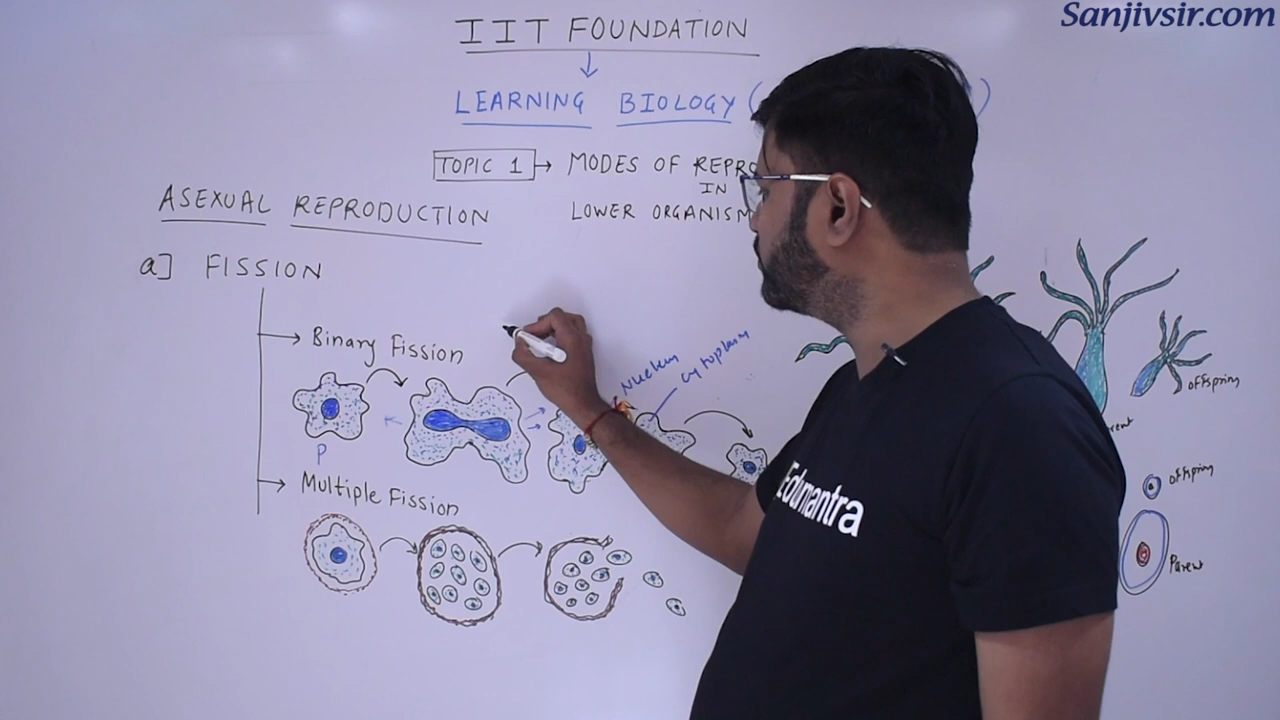 Sanjivsir.com
IIT FOUNDATION
LEARNING BIOLOGY (
)
TOPIC 1 → MODES OF REPRO
IN
LOWER ORGANISM
ASEXUAL REPRODUCTION
a] FISSION
Binary Fission
Nucleus
cytoplasm
P
offspring
Multiple Fission
offspring
Parent
Edumantra